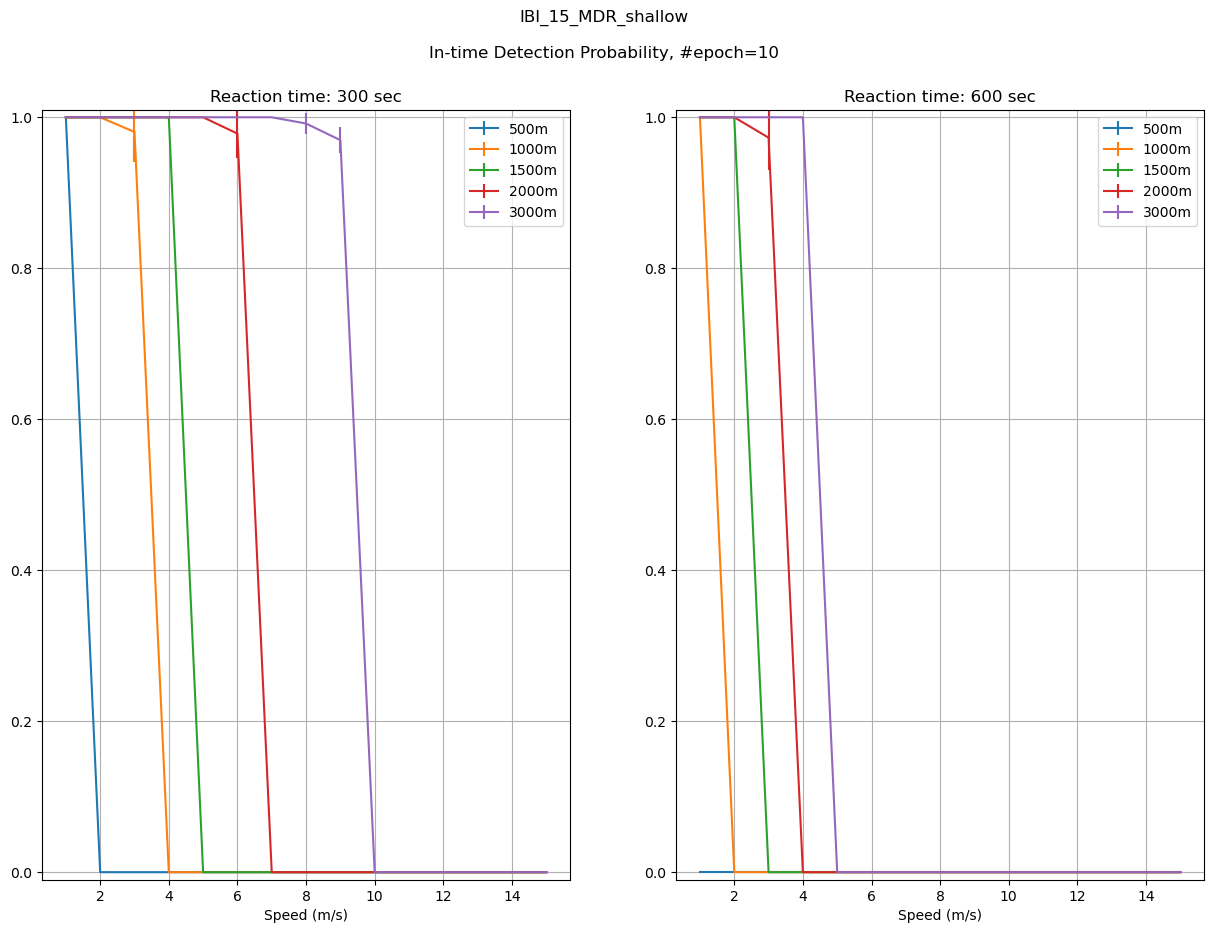 IBI_15_MDR_shallow
In-time Detection Probability, #epoch=10
Reaction time: 300 sec
1.0
0.8
0.6
0.4
0.2
0.0
2 4 6 8 10 12 14
Speed (m/s)
500m
1000m
1500m
2000m
3000m
Reaction time: 600 sec
1.0
0.8
0.6
0.4
0.2
0.0
2 4 6 8 10 12 14
Speed (m/s)
500m
1000m
1500m
2000m
3000m